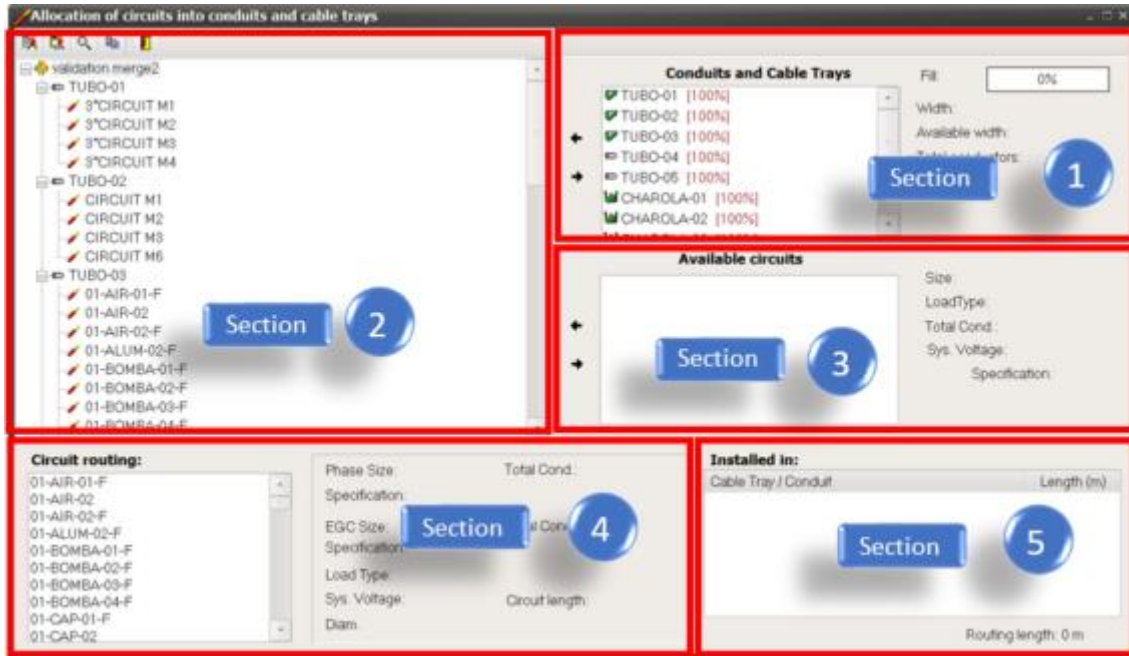 Allocation of circuits into conduits and cable trays
validation merge2
TUBO-01
3*CIRCUIT M1
3*CIRCUIT M2
3*CIRCUIT M3
3*CIRCUIT M4
TUBO-02
CIRCUIT M1
CIRCUIT M2
CIRCUIT M3
CIRCUIT M6
TUBO-03
01-AIR-01-F
01-AIR-02
01-AIR-02-F
01-ALUM-02-F
01-BOMBA-01-F
01-BOMBA-02-F
01-BOMBA-03-F
01-BOMBA-04-F
Section 2
Conduits and Cable Trays
TUBO-01 [100%]
TUBO-02 [100%]
TUBO-03 [100%]
TUBO-04 [100%]
TUBO-05 [100%]
CHAROLA-01 [100%]
CHAROLA-02 [100%]
Fill: 0%
Width:
Available width:
Section 1
Available circuits
Size
LoadType:
Total Cond.:
Sys. Voltage:
Specification:
Section 3
Circuit routing:
01-AIR-01-F
01-AIR-02
01-AIR-02-F
01-ALUM-02-F
01-BOMBA-01-F
01-BOMBA-02-F
01-BOMBA-03-F
01-BOMBA-04-F
01-CAP-01-F
01-CAP-02
Phase Size: Total Cond.:
Specification:
EGC Size:
Specification:
Load Type:
Sys. Voltage: Circuit length:
Diam.
Section 4
Installed in:
Cable Tray / Conduit Length (m)
Section 5
Routing length: 0 m